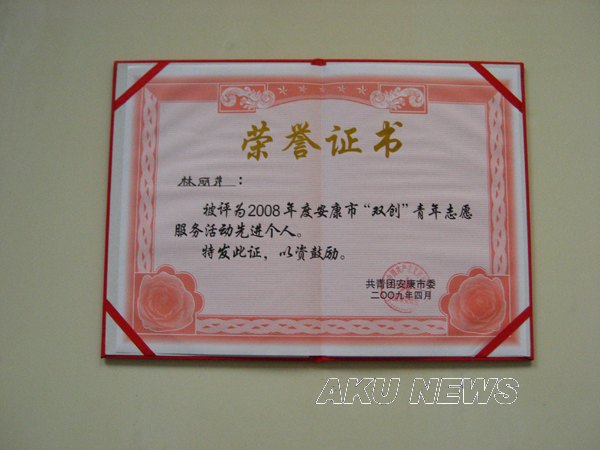 荣誉证书
林丽萍：
被评为2008年度安康市“双创”青年志愿
服务活动先进个人。
特发此证，以资鼓励。
共青团安康市委
二〇〇九年四月
AKU NEWS